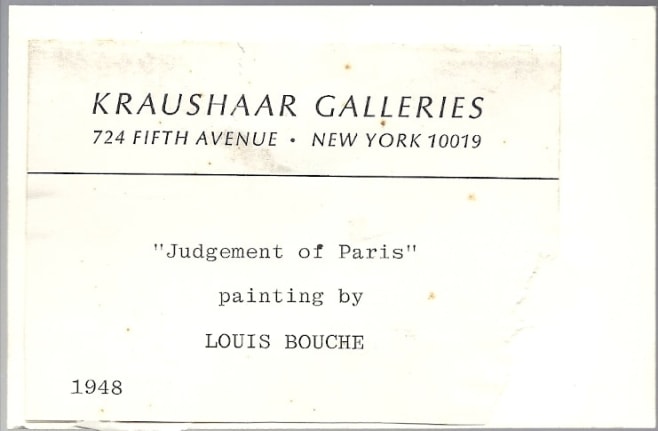 KRAUSHAAR GALLERIES
724 FIFTH AVENUE • NEW YORK 10019
"Judgement of Paris"
painting by
LOUIS BOUCHE
1948